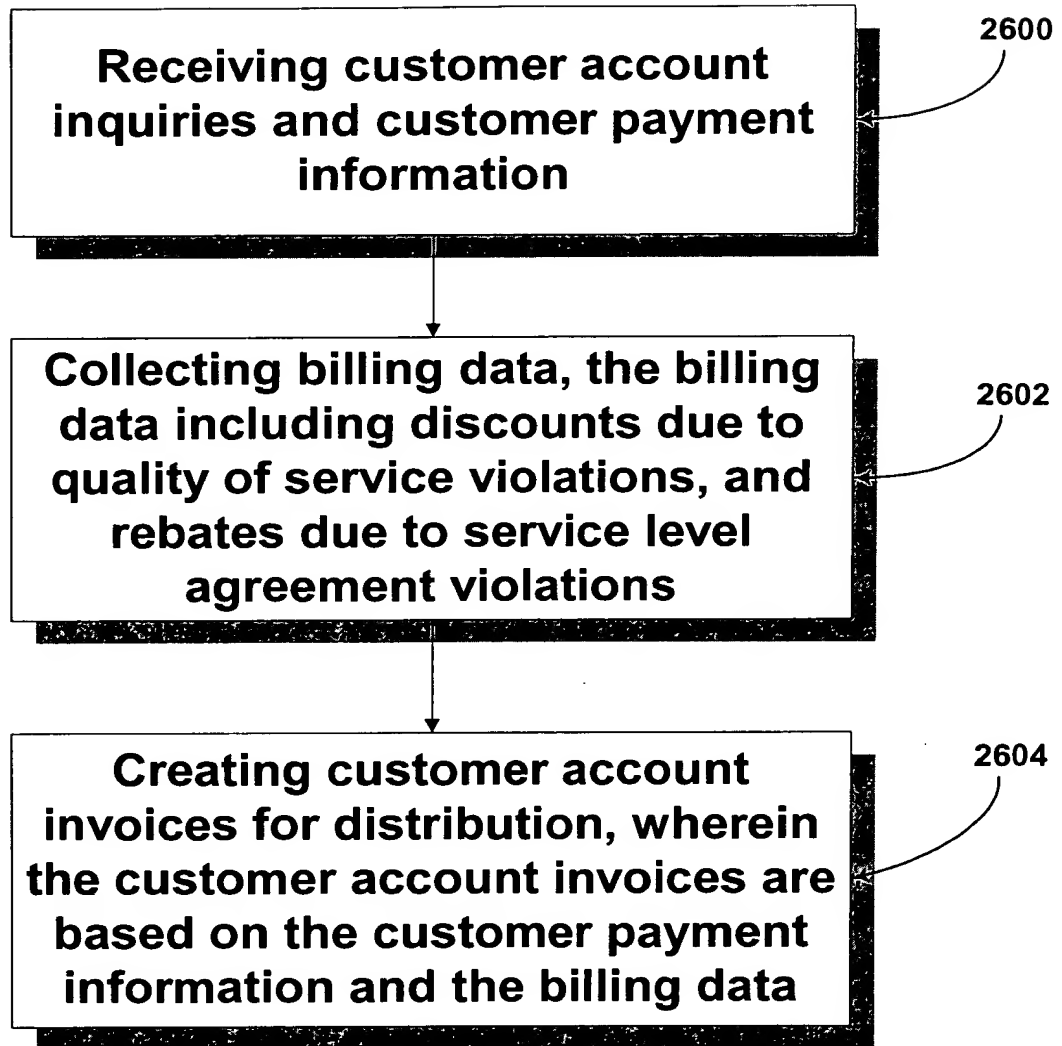 2600
Receiving customer account
inquiries and customer payment
information
2602
Collecting billing data, the billing
data including discounts due to
quality of service violations, and
rebates due to service level
agreement violations
2604
Creating customer account
invoices for distribution, wherein
the customer account invoices are
based on the customer payment
information and the billing data